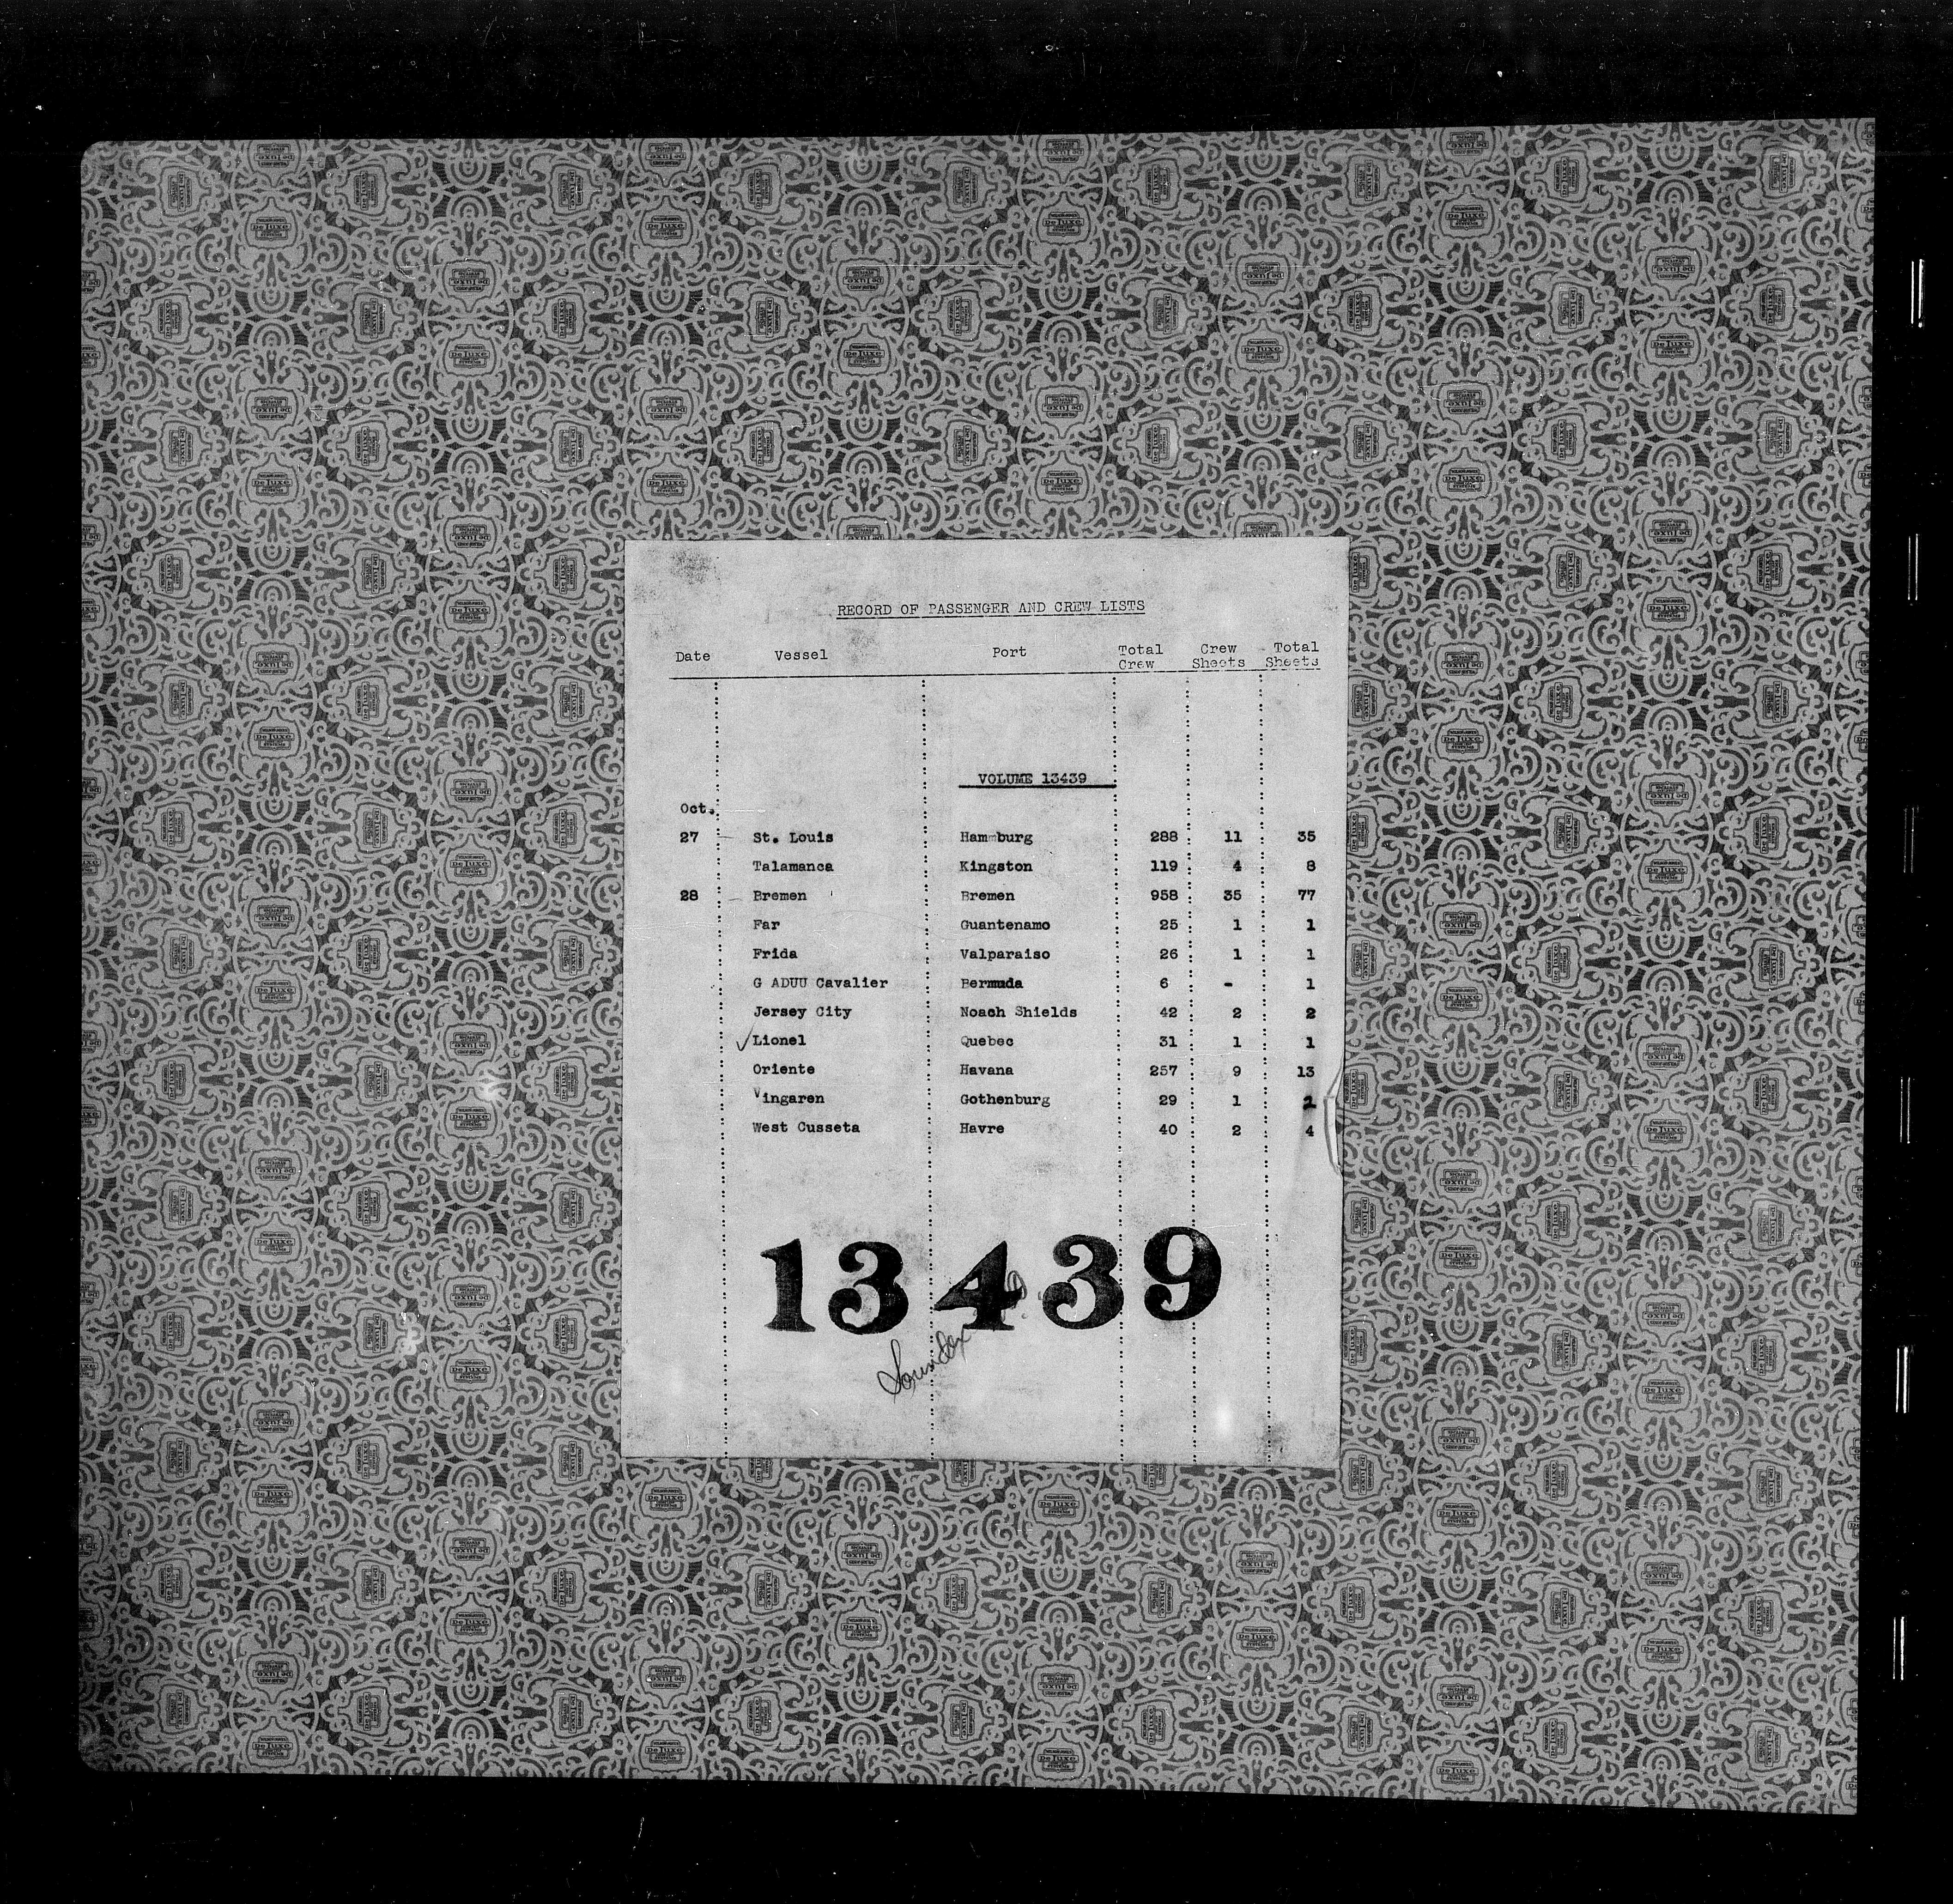 RECORD OF PASSENGER AND CREW LISTS
Date Vessel Port Total Crew Crew Sheets Total Sheets
VOLUME 13439
Oct.
27 St. Louis Hamburg 288 11 35
Talamanca Kingston 119 4 8
28 Bremen Bremen 958 35 77
Far Guantenamo 25 1 1
Frida Valparaiso 26 1 1
G ADUU Cavalier Bermuda 6 - 1
Jersey City Noach Shields 42 2 2
✓ Lionel Quebec 31 1 1
Oriente Havana 257 9 13
Vingaren Gothenburg 29 1
West Cusseta Havre 40 2 4
13439
Soundex